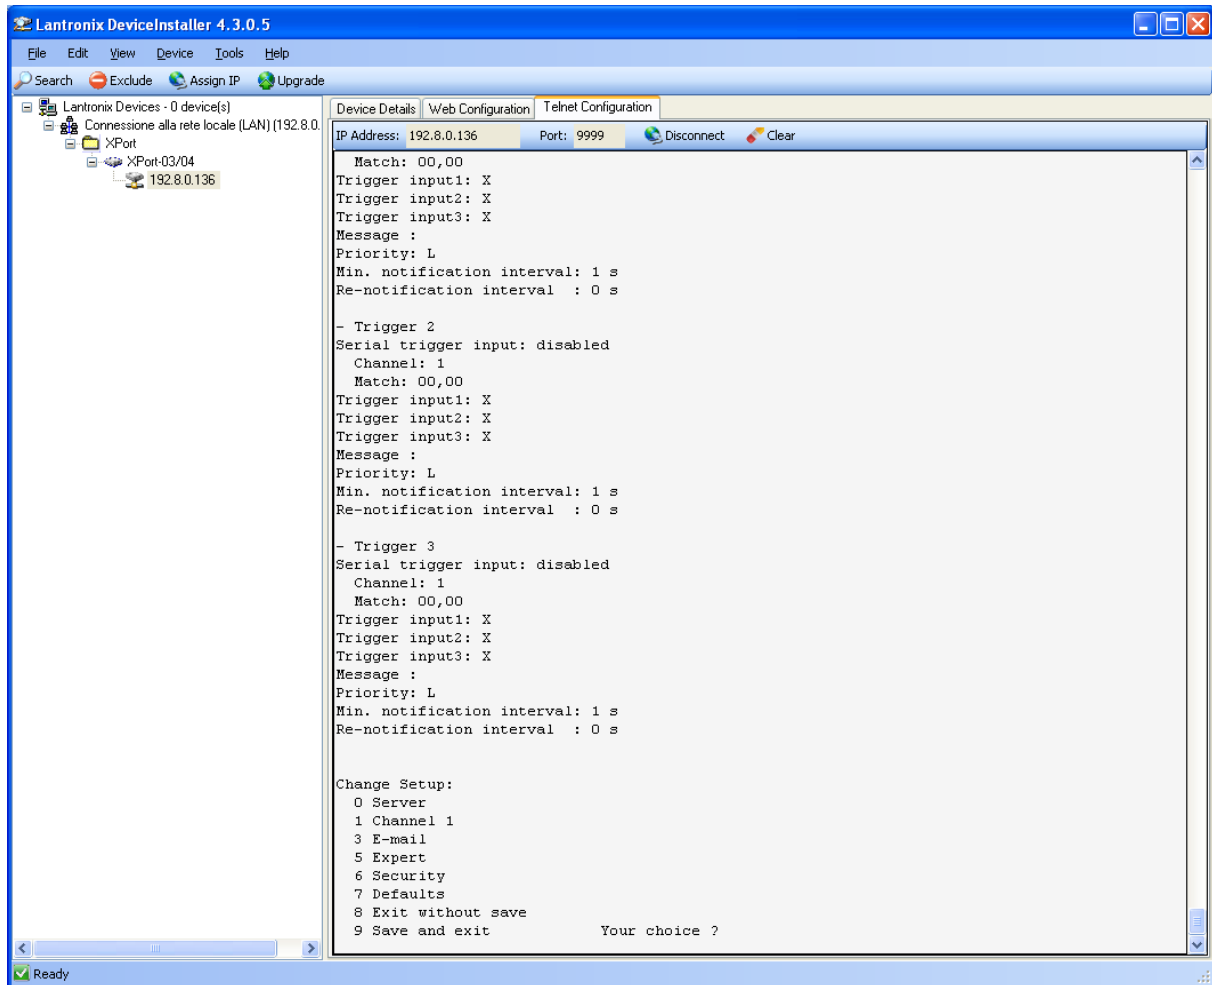 Lantronix DeviceInstaller 4.3.0.5
File Edit View Device Tools Help
Search Exclude Assign IP Upgrade
Lantronix Devices - 0 device(s)
Connessione alla rete locale (LAN) (192.8.0.
XPort
XPort-03/04
192.8.0.136
Device Details Web Configuration Telnet Configuration
IP Address: 192.8.0.136 Port: 9999 Disconnect Clear
Match: 00,00
Trigger input1: X
Trigger input2: X
Trigger input3: X
Message :
Priority: L
Min. notification interval: 1 s
Re-notification interval : 0 s
- Trigger 2
Serial trigger input: disabled
Channel: 1
Match: 00,00
Trigger input1: X
Trigger input2: X
Trigger input3: X
Message :
Priority: L
Min. notification interval: 1 s
Re-notification interval : 0 s
- Trigger 3
Serial trigger input: disabled
Channel: 1
Match: 00,00
Trigger input1: X
Trigger input2: X
Trigger input3: X
Message :
Priority: L
Min. notification interval: 1 s
Re-notification interval : 0 s
Change Setup:
0 Server
1 Channel 1
3 E-mail
5 Expert
6 Security
7 Defaults
8 Exit without save
9 Save and exit Your choice ?
Ready